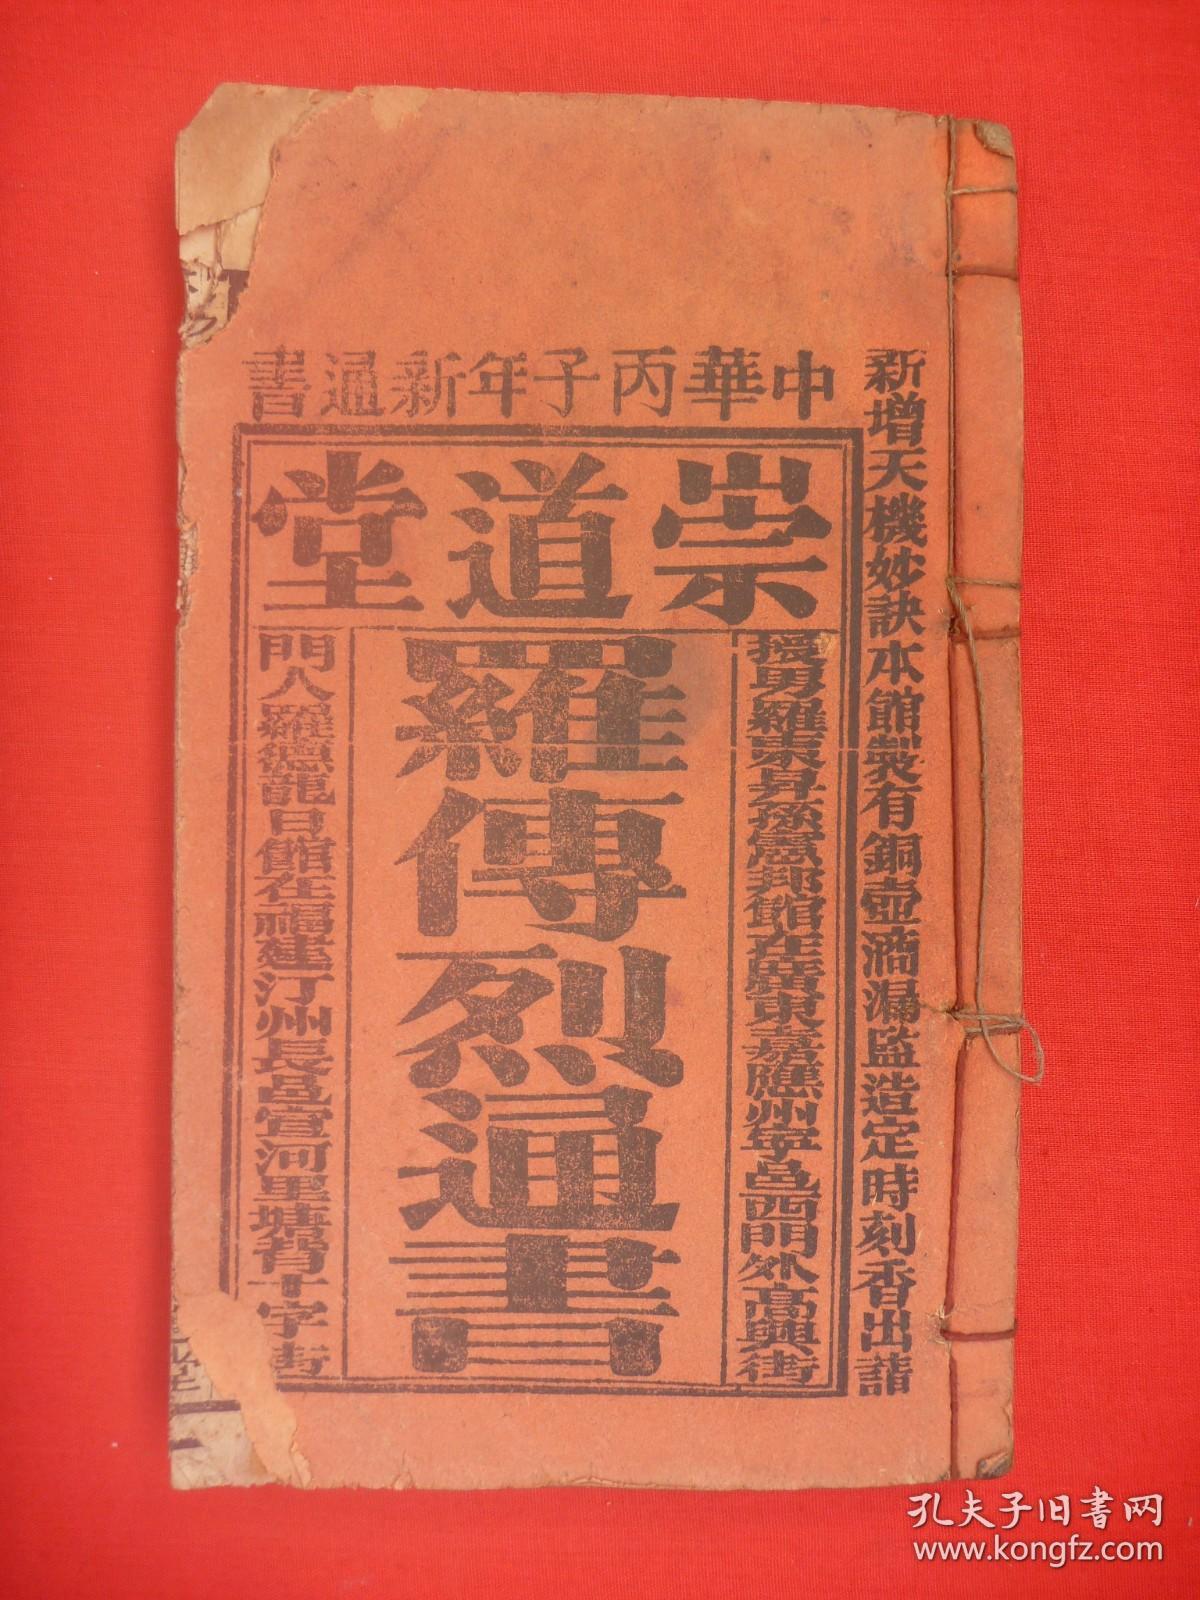 中華丙子年新通書
新增天機妙訣本館製有銅壺滴漏監造定時刻香出請
崇道堂
援男羅東昇孫憲邦館在廣東嘉應州寧邑西門外高興街
羅傳烈通書
門人羅德龍日館在福建汀州長邑宣河里塘背十字街
孔夫子旧书网
www.kongfz.com